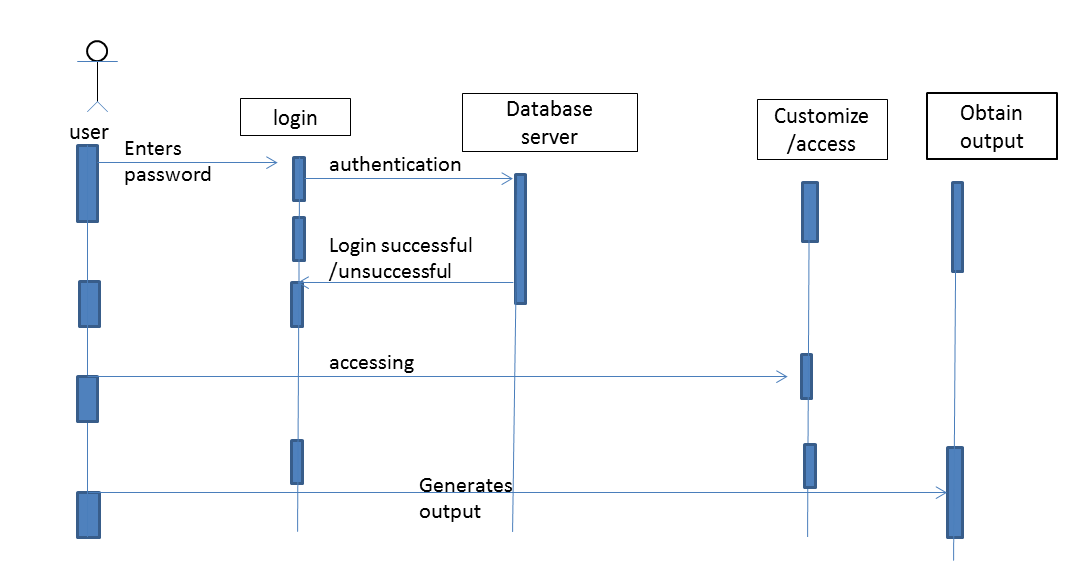 user
login
Database
server
Customize
/access
Obtain
output
Enters
password
authentication
Login successful
/unsuccessful
accessing
Generates
output